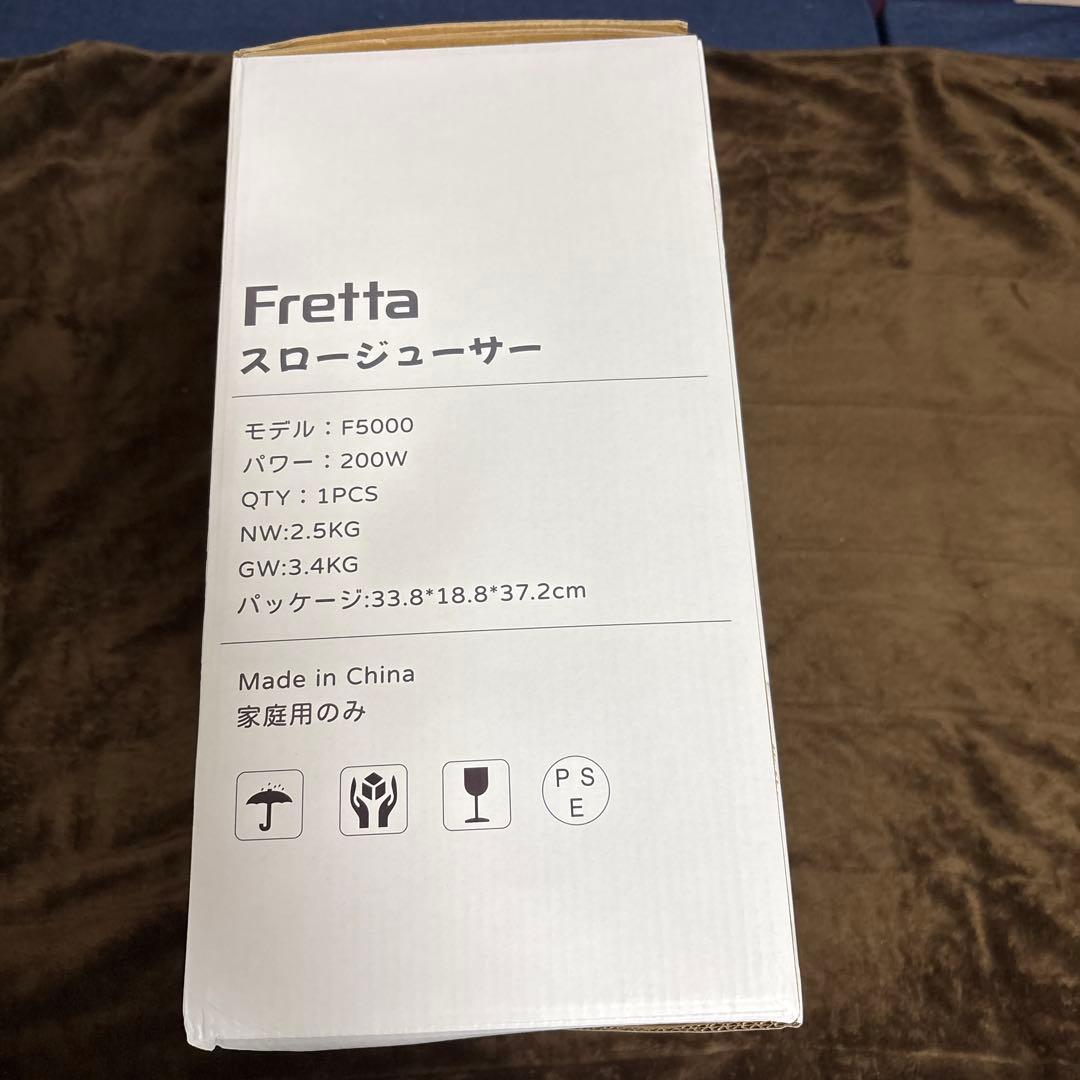 Fretta
スロージューサー
モデル：F5000
パワー：200W
QTY：1PCS
NW:2.5KG
GW:3.4KG
パッケージ:33.8*18.8*37.2cm
Made in China
家庭用のみ
P S
E